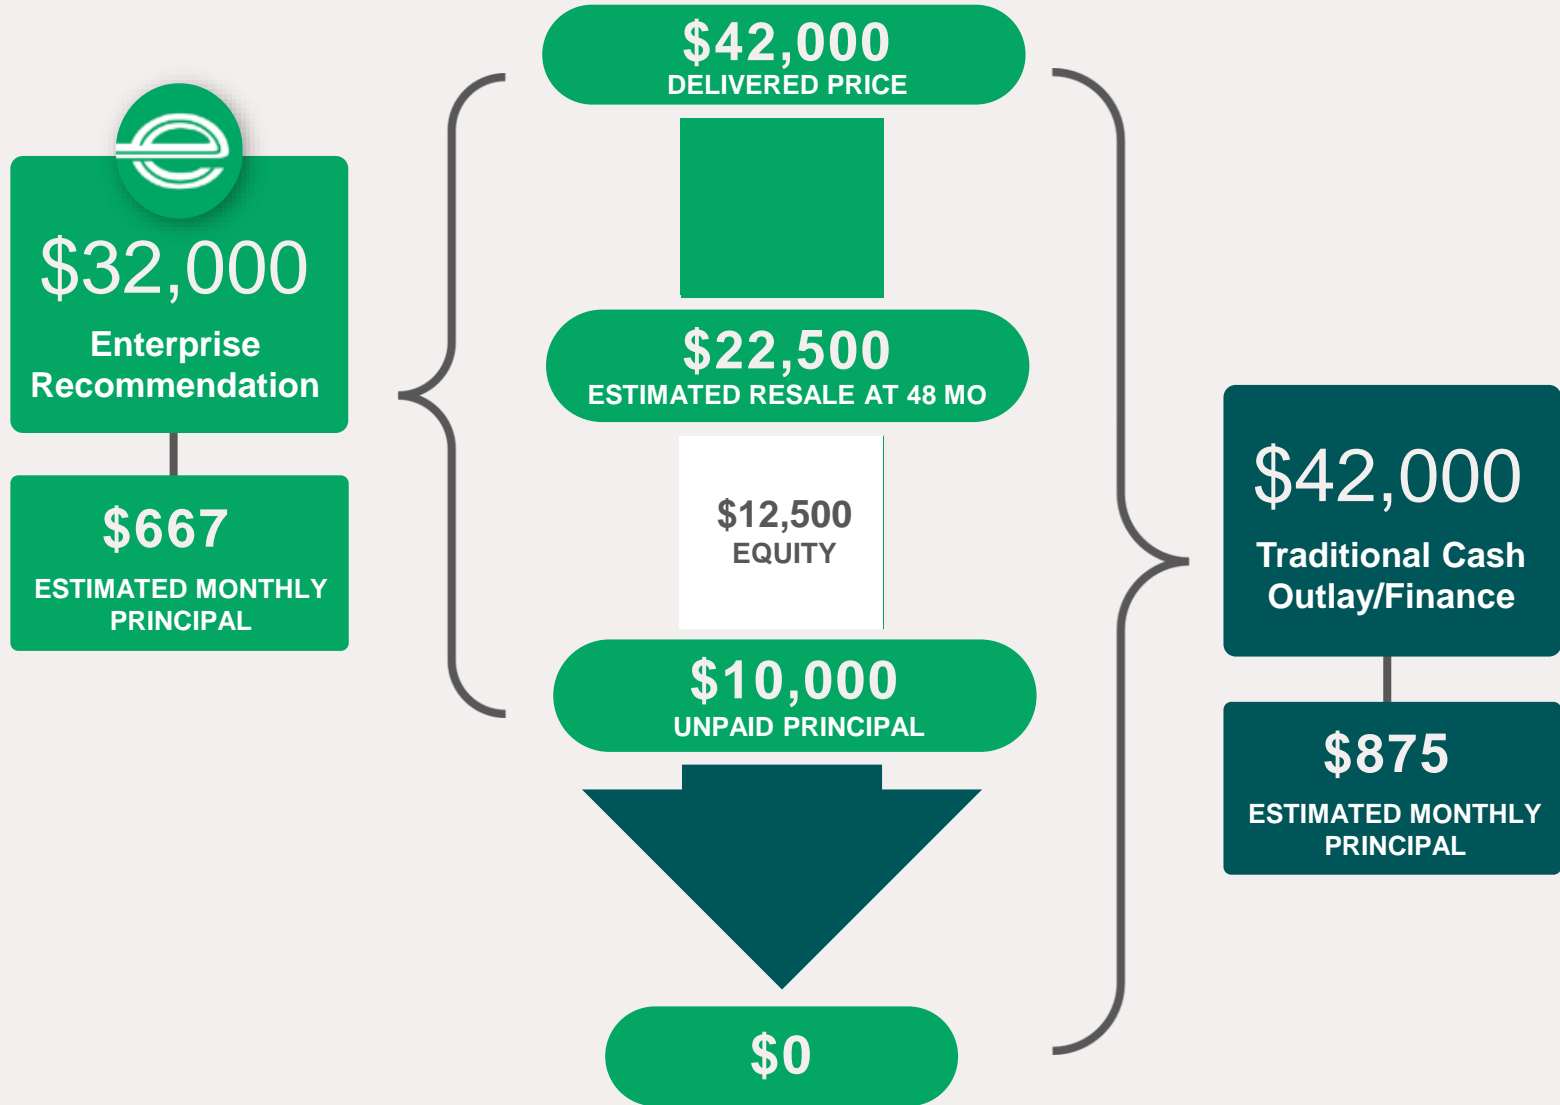 $42,000
DELIVERED PRICE
$32,000
Enterprise
Recommendation
$667
ESTIMATED MONTHLY
PRINCIPAL
$22,500
ESTIMATED RESALE AT 48 MO
$12,500
EQUITY
$10,000
UNPAID PRINCIPAL
$0
$42,000
Traditional Cash
Outlay/Finance
$875
ESTIMATED MONTHLY
PRINCIPAL